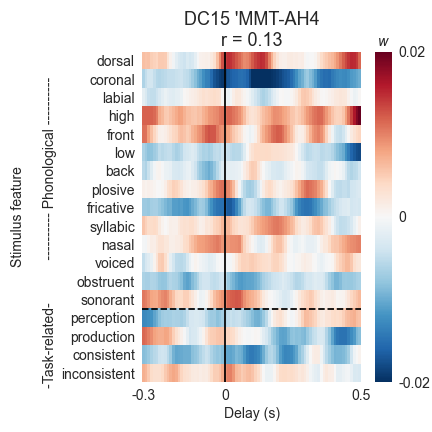 DC15 'MMT-AH4
r = 0.13
w
0.02
0
-0.02
Stimulus feature
---------- Phonological ----------
-Task-related-
dorsal
coronal
labial
high
front
low
back
plosive
fricative
syllabic
nasal
voiced
obstruent
sonorant
perception
production
consistent
inconsistent
-0.3
0
0.5
Delay (s)